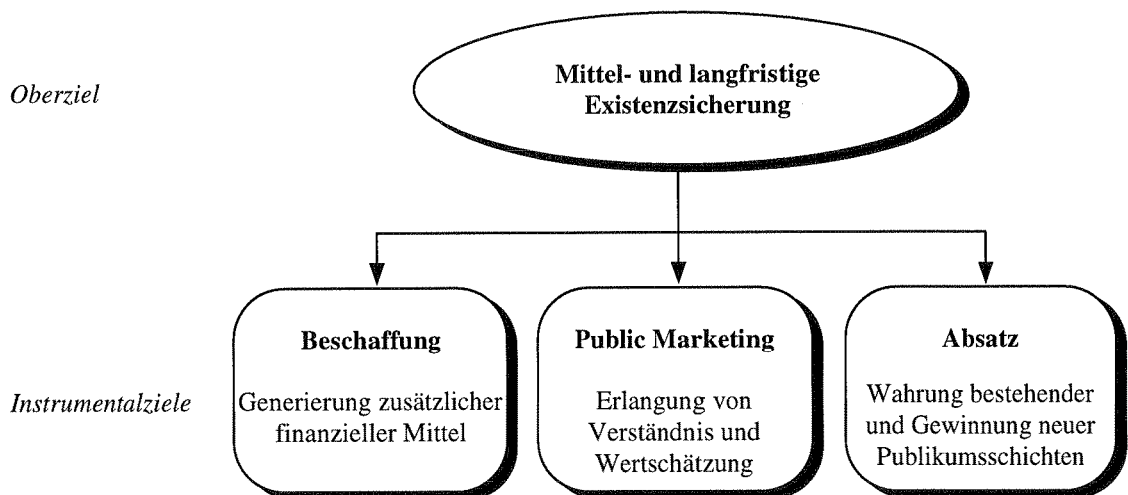 Oberziel
Mittel- und langfristige
Existenzsicherung
Instrumentalziele
Beschaffung
Generierung zusätzlicher
finanzieller Mittel
Public Marketing
Erlangung von
Verständnis und
Wertschätzung
Absatz
Wahrung bestehender
und Gewinnung neuer
Publikumsschichten